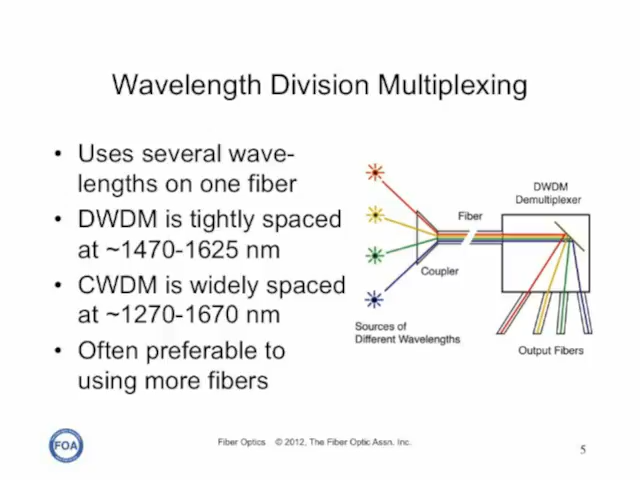 Wavelength Division Multiplexing
• Uses several wave-
lengths on one fiber
• DWDM is tightly spaced
at ~1470-1625 nm
• CWDM is widely spaced
at ~1270-1670 nm
• Often preferable to
using more fibers
DWDM
Demultiplexer
Fiber
Coupler
Sources of
Different Wavelengths
Output Fibers
FOA
Fiber Optics © 2012, The Fiber Optic Assn. Inc.
5